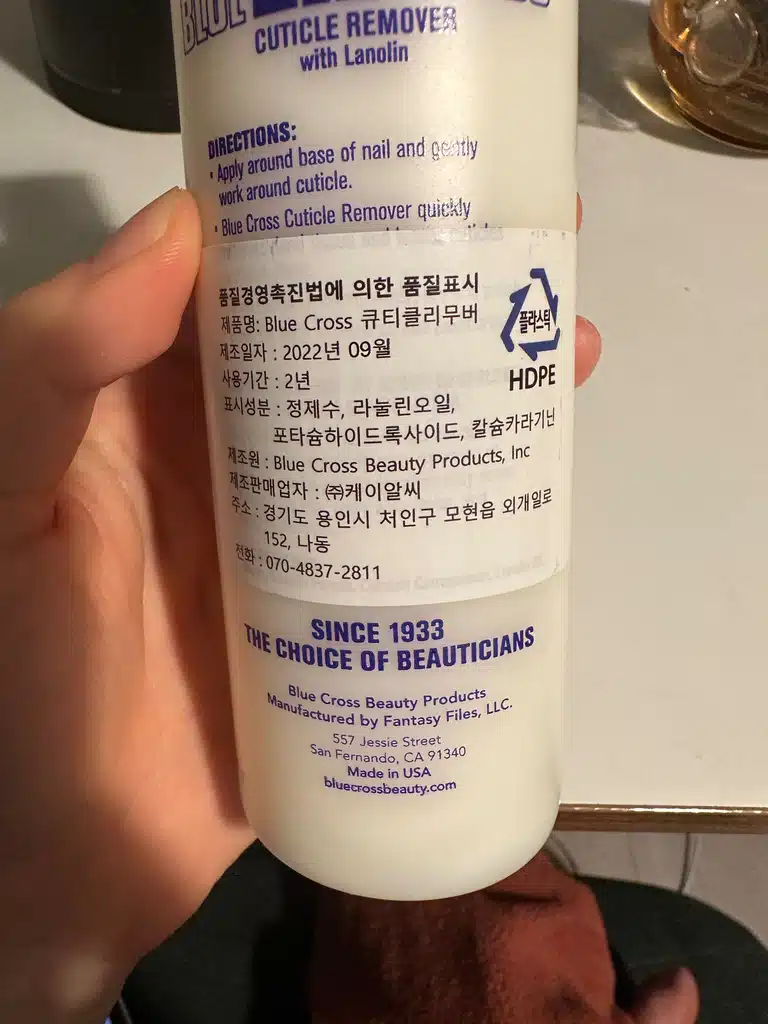 BLUE
CUTICLE REMOVER
with Lanolin
DIRECTIONS:
• Apply around base of nail and gently
work around cuticle.
• Blue Cross Cuticle Remover quickly
품질경영촉진법에 의한 품질표시
제품명: Blue Cross 큐티클리무버
제조일자 : 2022년 09월
사용기간 : 2년
표시성분 : 정제수, 라눌린오일,
포타슘하이드록사이드, 칼슘카라기닌
제조원 : Blue Cross Beauty Products, Inc
제조판매업자 : ㈜케이알씨
주소 : 경기도 용인시 처인구 모현읍 외개일로
152, 나동
전화 : 070-4837-2811
플라스틱
HDPE
SINCE 1933
THE CHOICE OF BEAUTICIANS
Blue Cross Beauty Products
Manufactured by Fantasy Files, LLC.
557 Jessie Street
San Fernando, CA 91340
Made in USA
bluecrossbeauty.com